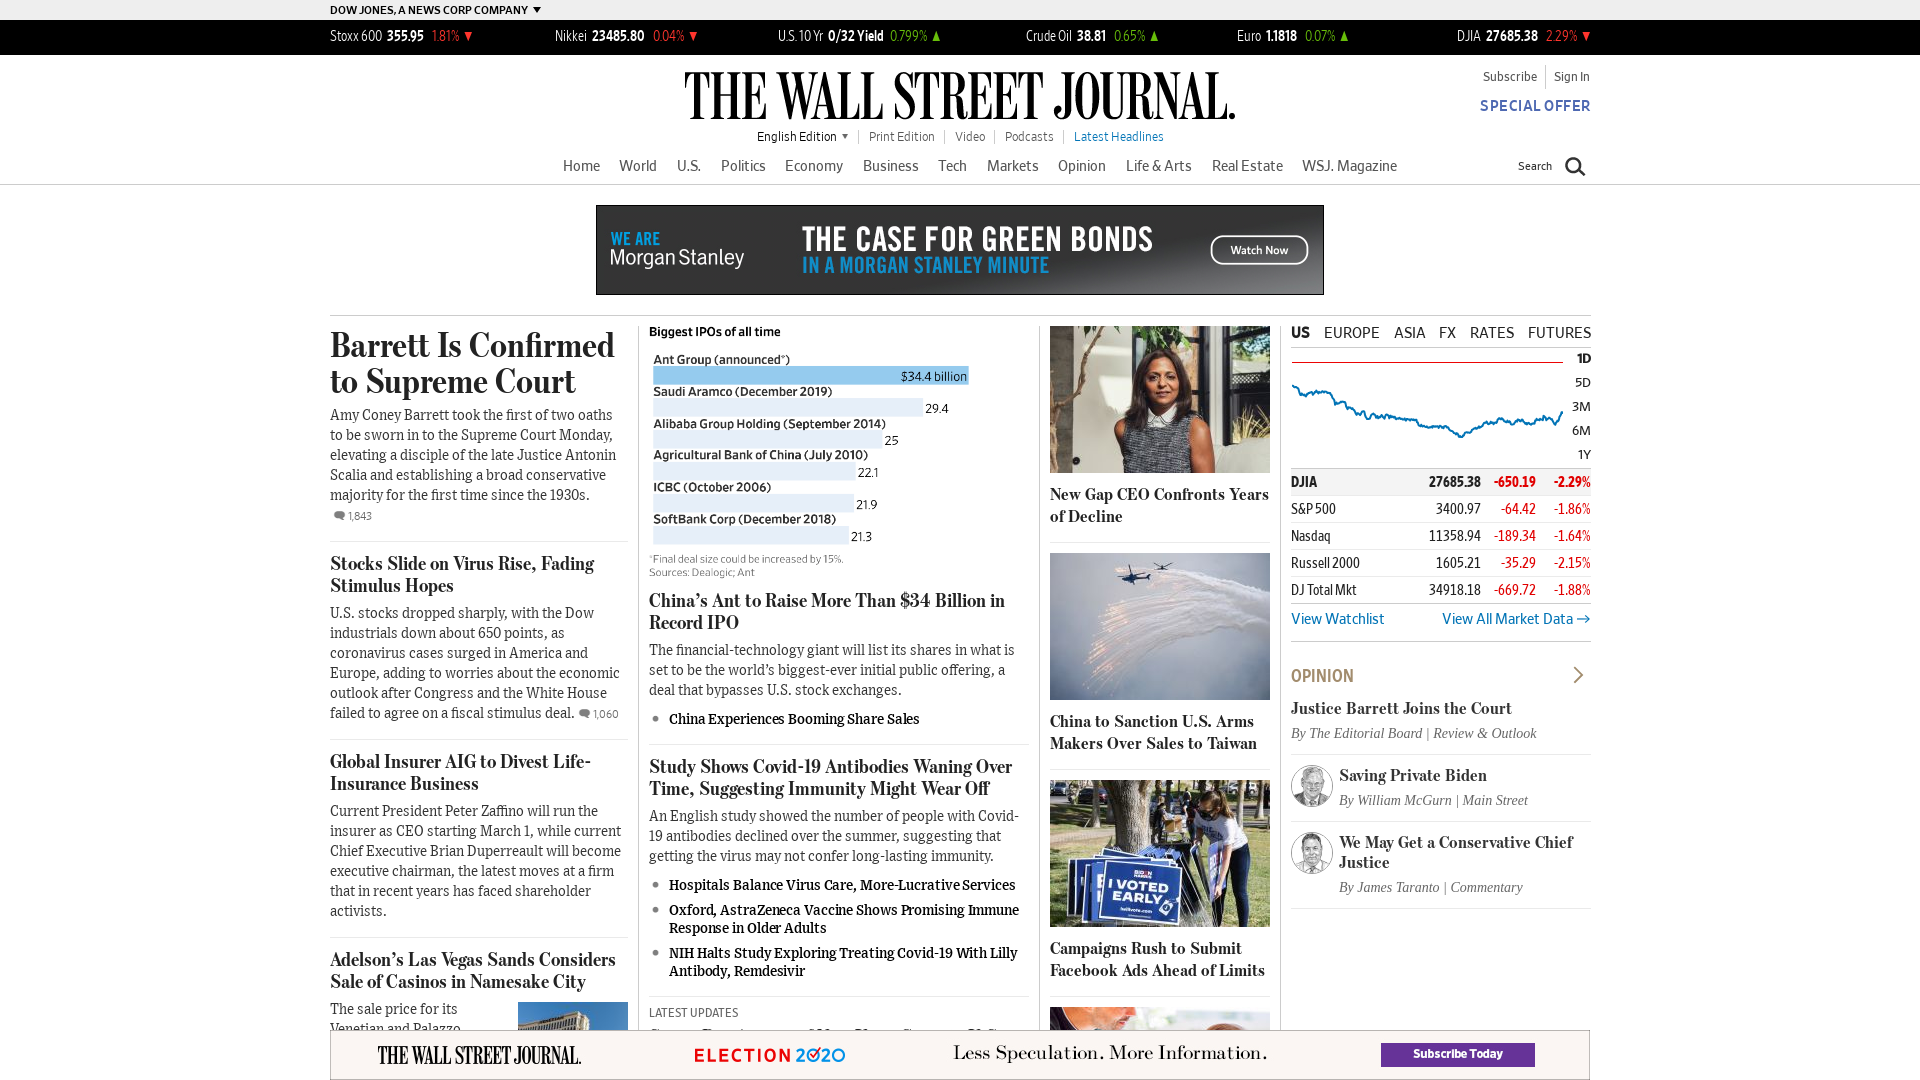 DOW JONES, A NEWS CORP COMPANY
Stoxx 600 355.95 1.81% Nikkei 23485.80 0.04% U.S. 10 Yr 0/32 Yield 0.799% Crude Oil 38.81 0.65% Euro 1.1818 0.07% DJIA 27685.38 2.29%
THE WALL STREET JOURNAL.
Subscribe Sign In
SPECIAL OFFER
English Edition Print Edition Video Podcasts Latest Headlines
Home World U.S. Politics Economy Business Tech Markets Opinion Life & Arts Real Estate WSJ. Magazine Search
WE ARE
Morgan Stanley
THE CASE FOR GREEN BONDS
IN A MORGAN STANLEY MINUTE
Watch Now
Barrett Is Confirmed
to Supreme Court
Amy Coney Barrett took the first of two oaths
to be sworn in to the Supreme Court Monday,
elevating a disciple of the late Justice Antonin
Scalia and establishing a broad conservative
majority for the first time since the 1930s.
1,843
Stocks Slide on Virus Rise, Fading
Stimulus Hopes
U.S. stocks dropped sharply, with the Dow
industrials down about 650 points, as
coronavirus cases surged in America and
Europe, adding to worries about the economic
outlook after Congress and the White House
failed to agree on a fiscal stimulus deal. 1,060
Global Insurer AIG to Divest Life-
Insurance Business
Current President Peter Zaffino will run the
insurer as CEO starting March 1, while current
Chief Executive Brian Duperreault will become
executive chairman, the latest moves at a firm
that in recent years has faced shareholder
activists.
Adelson's Las Vegas Sands Considers
Sale of Casinos in Namesake City
The sale price for its
Venetian and Palazzo
Biggest IPOs of all time
Ant Group (announced*)
$34.4 billion
Saudi Aramco (December 2019)
29.4
Alibaba Group Holding (September 2014)
25
Agricultural Bank of China (July 2010)
22.1
ICBC (October 2006)
21.9
SoftBank Corp (December 2018)
21.3
*Final deal size could be increased by 15%.
Sources: Dealogic; Ant
China's Ant to Raise More Than $34 Billion in
Record IPO
The financial-technology giant will list its shares in what is
set to be the world's biggest-ever initial public offering, a
deal that bypasses U.S. stock exchanges.
China Experiences Booming Share Sales
Study Shows Covid-19 Antibodies Waning Over
Time, Suggesting Immunity Might Wear Off
An English study showed the number of people with Covid-
19 antibodies declined over the summer, suggesting that
getting the virus may not confer long-lasting immunity.
Hospitals Balance Virus Care, More-Lucrative Services
Oxford, AstraZeneca Vaccine Shows Promising Immune
Response in Older Adults
NIH Halts Study Exploring Treating Covid-19 With Lilly
Antibody, Remdesivir
LATEST UPDATES
New Gap CEO Confronts Years
of Decline
China to Sanction U.S. Arms
Makers Over Sales to Taiwan
I VOTED
EARLY
Campaigns Rush to Submit
Facebook Ads Ahead of Limits
US EUROPE ASIA FX RATES FUTURES
1D
5D
3M
6M
1Y
DJIA 27685.38 -650.19 -2.29%
S&P 500 3400.97 -64.42 -1.86%
Nasdaq 11358.94 -189.34 -1.64%
Russell 2000 1605.21 -35.29 -2.15%
DJ Total Mkt 34918.18 -669.72 -1.88%
View Watchlist View All Market Data
OPINION
Justice Barrett Joins the Court
By The Editorial Board | Review & Outlook
Saving Private Biden
By William McGurn | Main Street
We May Get a Conservative Chief
Justice
By James Taranto | Commentary
THE WALL STREET JOURNAL. ELECTION 2020 Less Speculation. More Information. Subscribe Today